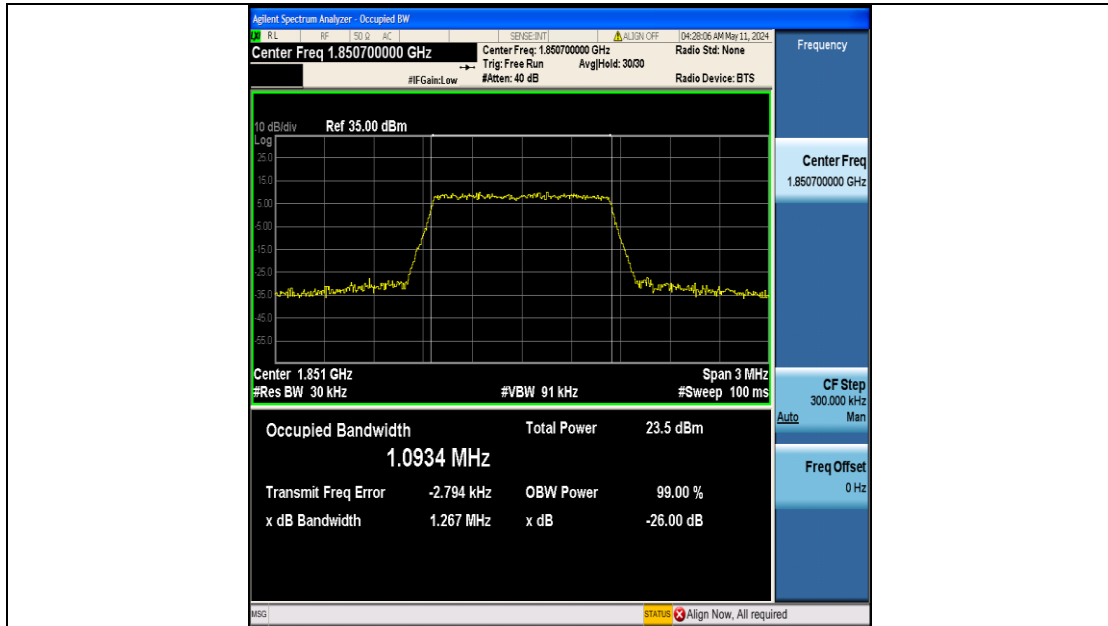 Agilent Spectrum Analyzer - Occupied BW
RL RF 50 Ω AC SENSE:INT ALIGN OFF 04:28:06 AM May 11, 2024
Center Freq 1.850700000 GHz
Center Freq: 1.850700000 GHz
Radio Std: None
Trig: Free Run Avg|Hold: 30/30
#IFGain:Low
#Atten: 40 dB
Radio Device: BTS
Frequency
10 dB/div Ref 35.00 dBm
Log
25.0
15.0
5.00
-5.00
-15.0
-25.0
-35.0
-45.0
-55.0
Center 1.851 GHz Span 3 MHz
#Res BW 30 kHz #VBW 91 kHz #Sweep 100 ms
Occupied Bandwidth Total Power 23.5 dBm
1.0934 MHz
Transmit Freq Error -2.794 kHz OBW Power 99.00 %
x dB Bandwidth 1.267 MHz x dB -26.00 dB
Center Freq
1.850700000 GHz
CF Step
300.000 kHz
Auto Man
Freq Offset
0 Hz
MSG STATUS Align Now, All required